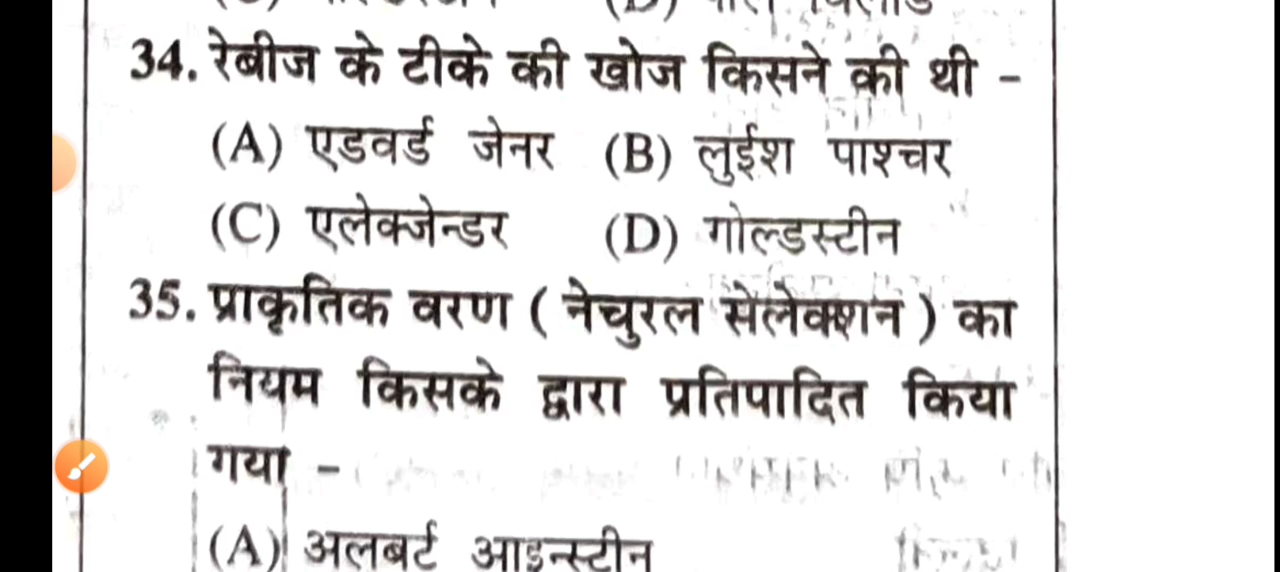 34. रेबीज के टीके की खोज किसने की थी -
(A) एडवर्ड जेनर (B) लुईश पाश्चर
(C) एलेक्जेन्डर (D) गोल्डस्टीन
35. प्राकृतिक वरण ( नेचुरल सेलेक्शन ) का
नियम किसके द्वारा प्रतिपादित किया
गया -
(A) अलबर्ट आइन्स्टीन